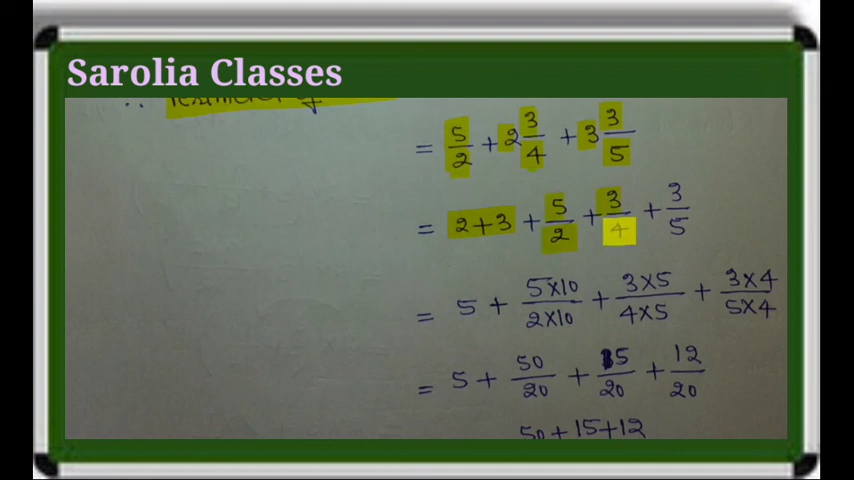 Sarolia Classes
= 5/2 + 2 3/4 + 3 3/5
= 2+3 + 5/2 + 3/4 + 3/5
= 5 + 5×10/2×10 + 3×5/4×5 + 3×4/5×4
= 5 + 50/20 + 15/20 + 12/20
50+15+12